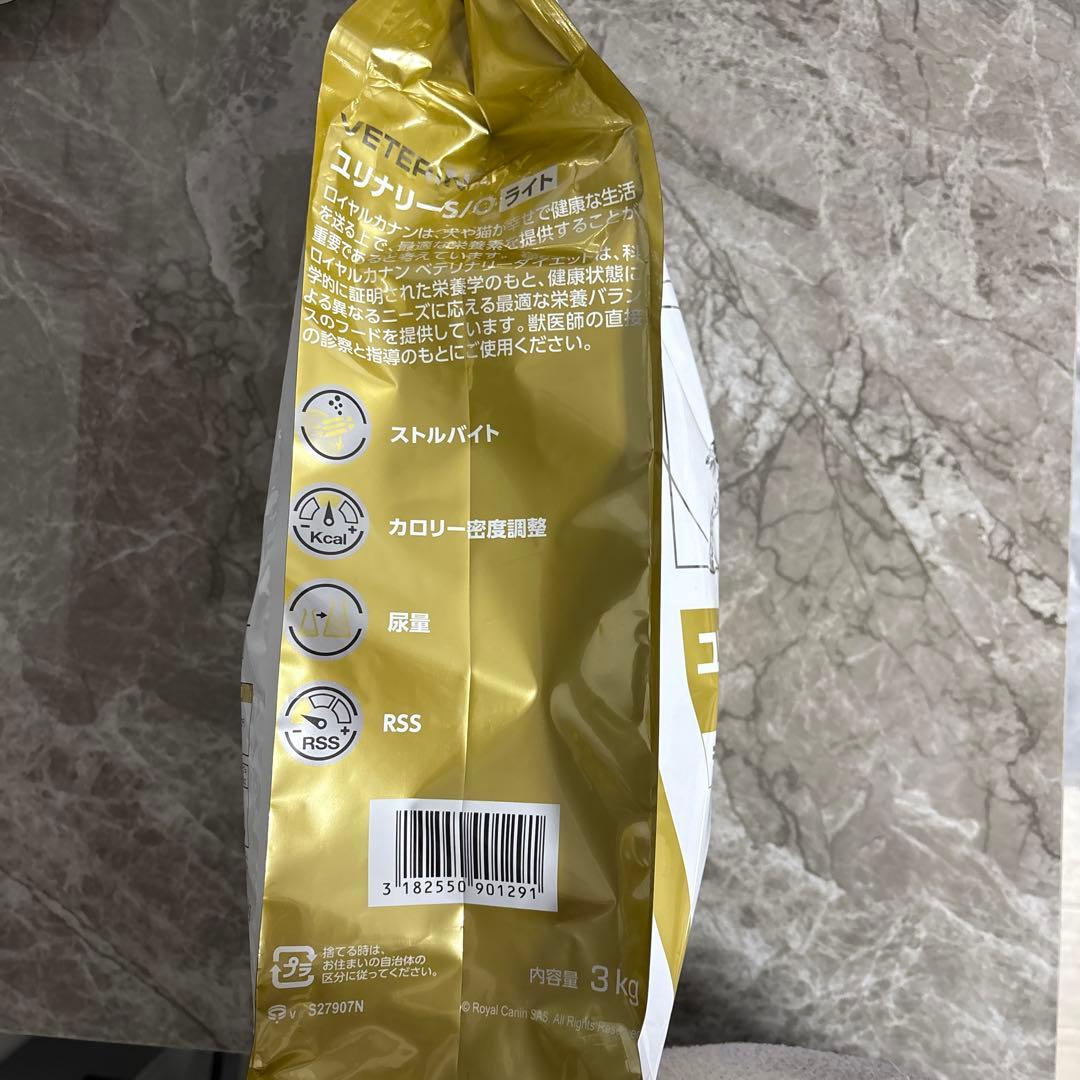 VETERIN
ユリナリーS/O ライト
ロイヤルカナンは、犬や猫が幸せで健康な生活
を送る上で、最適な栄養素を提供することが
重要であると考えています。
ロイヤルカナン ベテリナリーダイエットは、科
学的に証明された栄養学のもと、健康状態に
よる異なるニーズに応える最適な栄養バラン
スのフードを提供しています。獣医師の直接
の診察と指導のもとにご使用ください。
ストルバイト
- Kcal +
カロリー密度調整
尿量
- RSS +
RSS
3 182550 901291
プラ
捨てる時は、
お住まいの自治体の
区分に従ってください。
内容量 3 kg
V S27907N
© Royal Canin SAS. All Rights Reserve
ユ